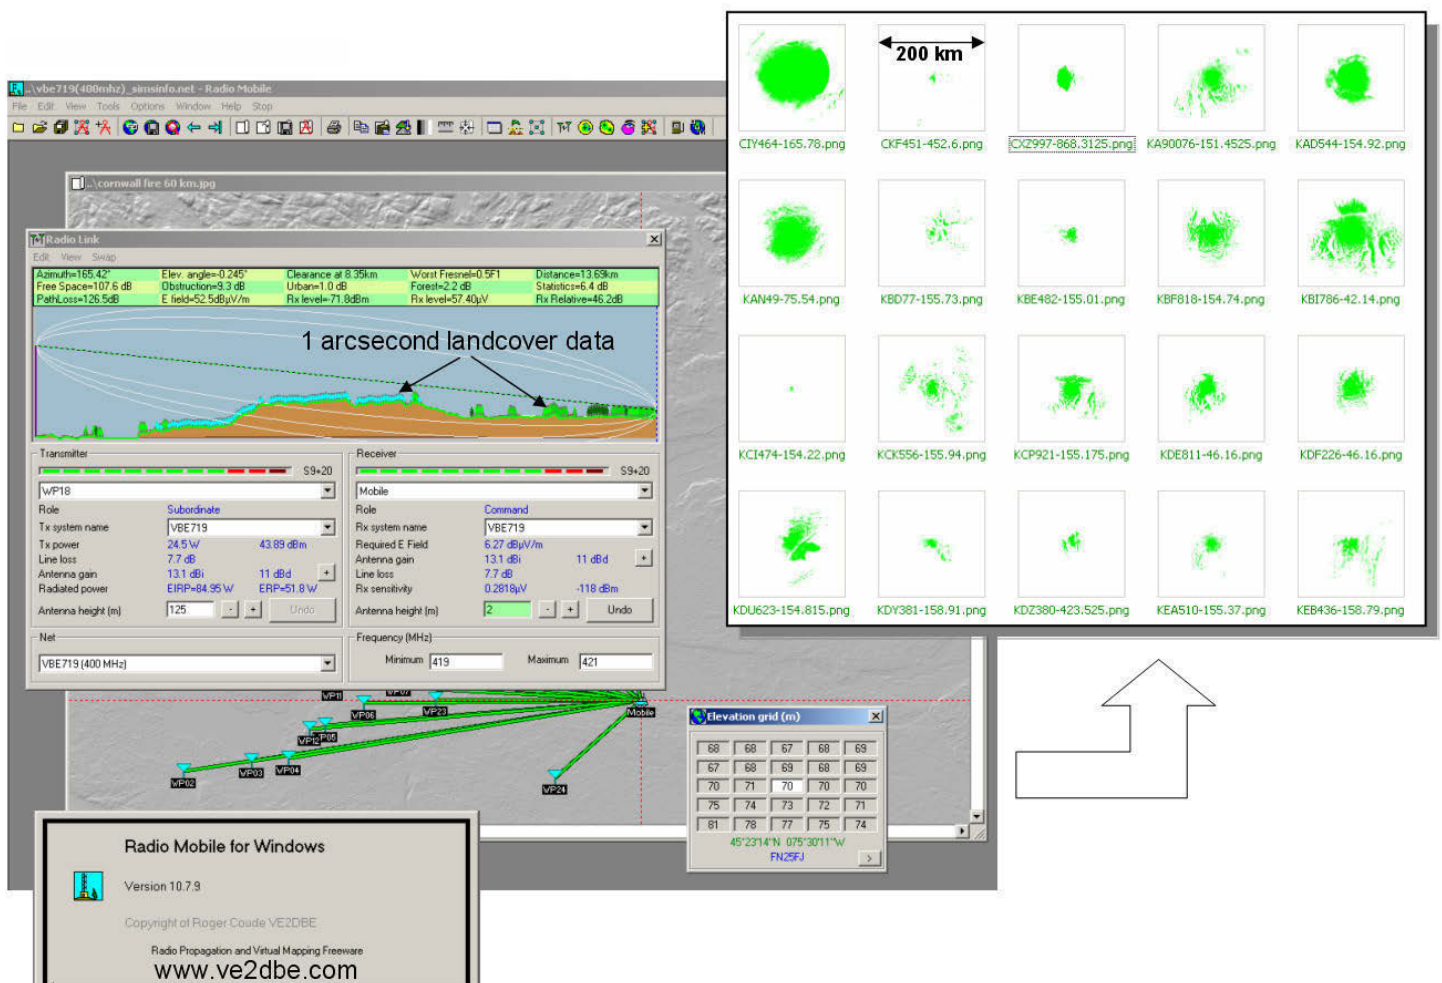 ..\vbe719(400mhz)_simsinfo.net - Radio Mobile
File Edit View Tools Options Window Help Stop
..\cornwall fire 60 km.jpg
Radio Link
Edit View Swap
Azimuth=165.42° Elev. angle=-0.245° Clearance at 8.35km Worst Fresnel=0.5F1 Distance=13.69km
Free Space=107.6 dB Obstruction=9.3 dB Urban=1.0 dB Forest=2.2 dB Statistics=6.4 dB
PathLoss=126.5dB E field=52.5dBµV/m Rx level=-71.8dBm Rx level=57.40µV Rx Relative=46.2dB
1 arcsecond landcover data
Transmitter
S9+20
WP18
Role Subordinate
Tx system name VBE719
Tx power 24.5 W 43.89 dBm
Line loss 7.7 dB
Antenna gain 13.1 dBi 11 dBd +
Radiated power EIRP=84.95 W ERP=51.8 W
Antenna height (m) 125 - + Undo
Receiver
S9+20
Mobile
Role Command
Rx system name VBE719
Required E Field 6.27 dBµV/m
Antenna gain 13.1 dBi 11 dBd +
Line loss 7.7 dB
Rx sensitivity 0.2818µV -118 dBm
Antenna height (m) 2 - + Undo
Net
VBE719 (400 MHz)
Frequency (MHz)
Minimum 419 Maximum 421
WP11
WP07
WP06
WP23
Mobile
WP12
WP05
WP02
WP03
WP04
WP24
200 km
CIY464-165.78.png CKF451-452.6.png CXZ997-868.3125.png KA90076-151.4525.png KAD544-154.92.png
KAN49-75.54.png KBD77-155.73.png KBE482-155.01.png KBF818-154.74.png KBI786-42.14.png
KCI474-154.22.png KCK556-155.94.png KCP921-155.175.png KDE811-46.16.png KDF226-46.16.png
KDU623-154.815.png KDY381-158.91.png KDZ380-423.525.png KEA510-155.37.png KEB436-158.79.png
Elevation grid (m)
68 68 67 68 69
67 68 69 68 69
70 71 70 70 70
75 74 73 72 71
81 78 77 75 74
45°23'14"N 075°30'11"W
FN25FJ
>
Radio Mobile for Windows
Version 10.7.9
Copyright of Roger Coude VE2DBE
Radio Propagation and Virtual Mapping Freeware
www.ve2dbe.com